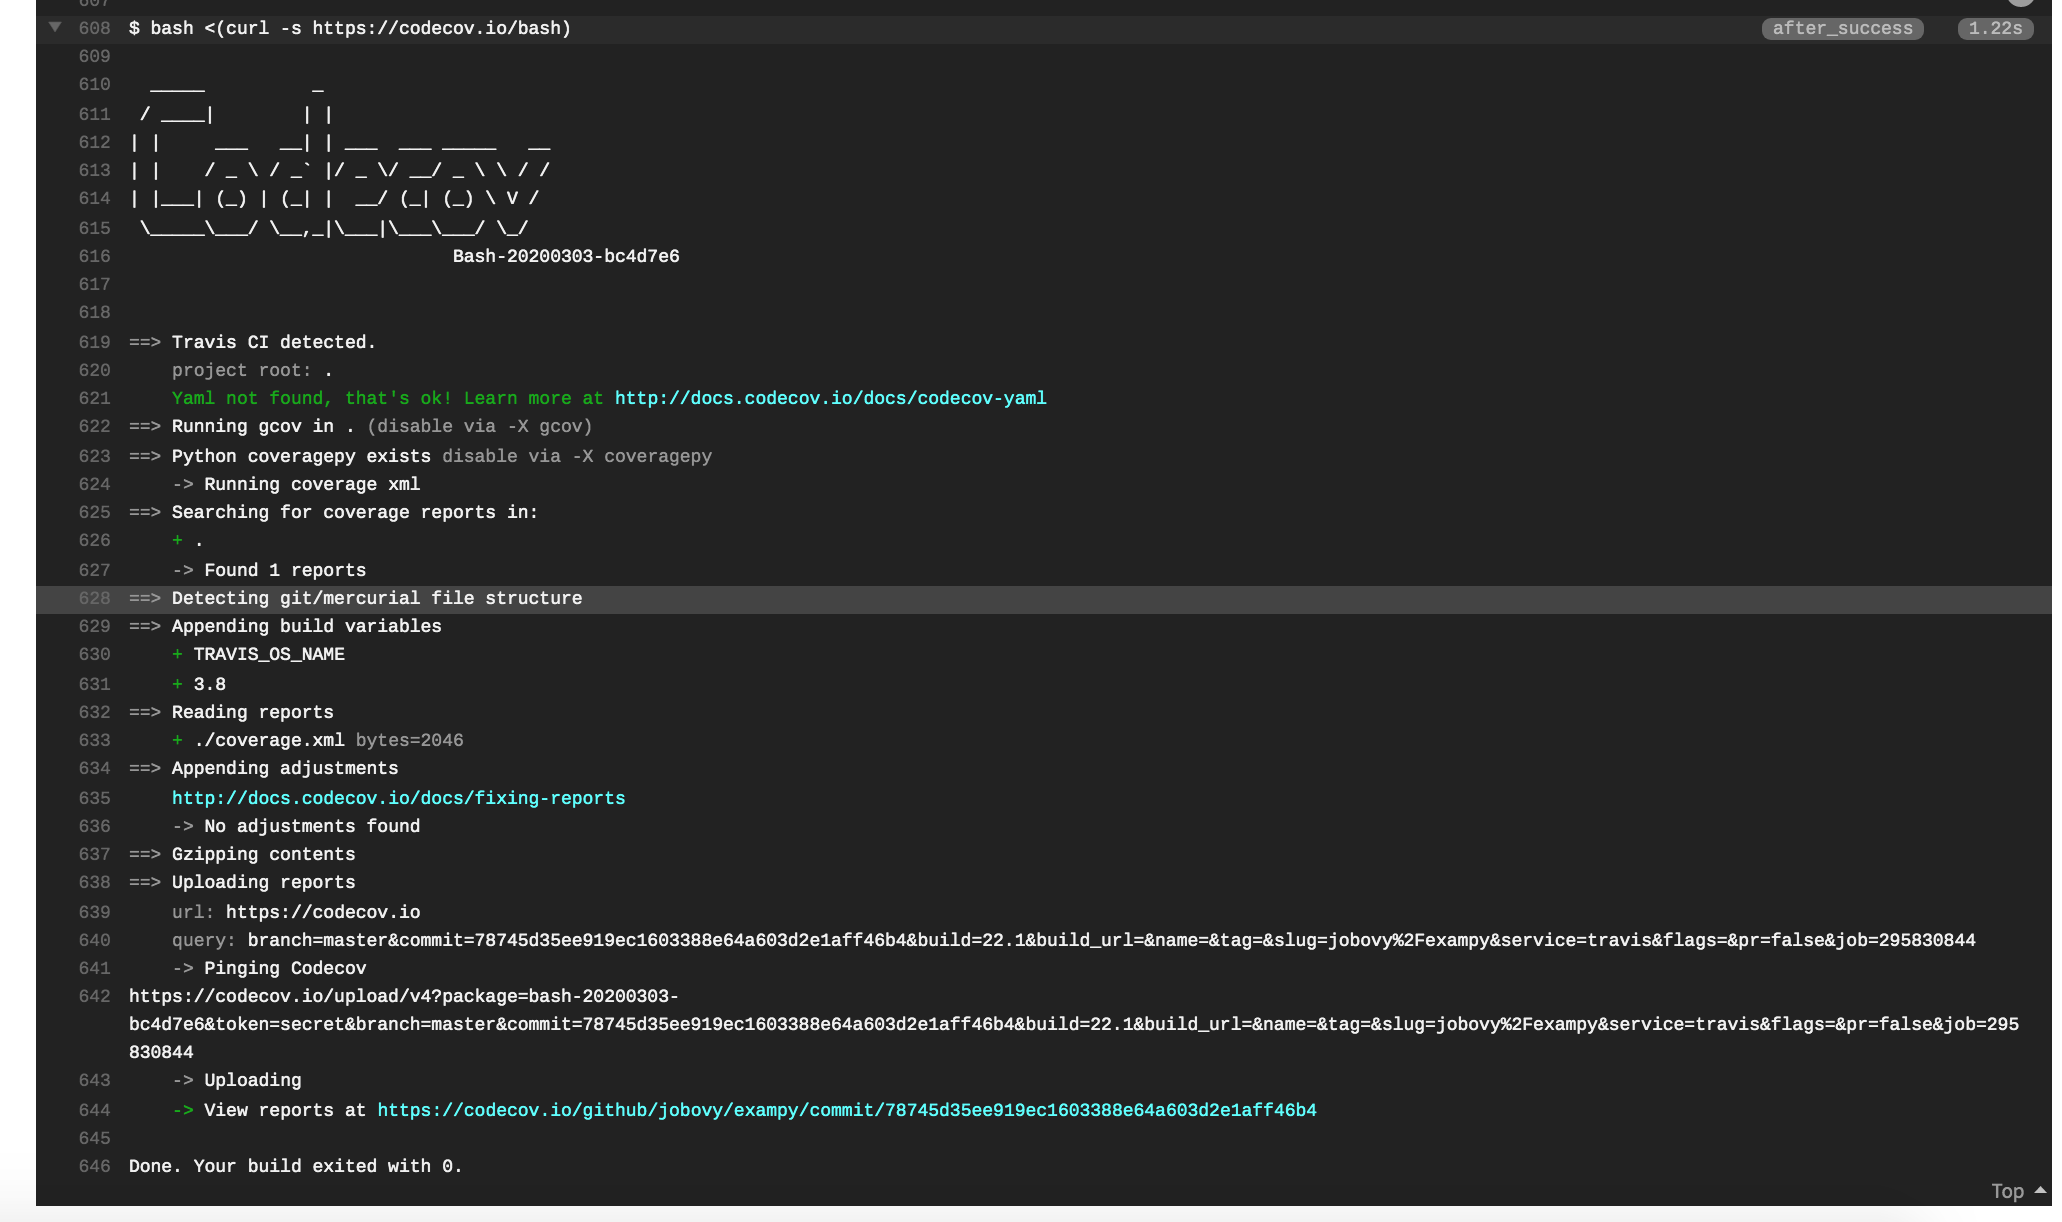 607
608 $ bash <(curl -s https://codecov.io/bash) after_success 1.22s
609
610   _____          _
611  / ____|        | |
612 | |     ___   __| | ___  ___ _____   __
613 | |    / _ \ / _` |/ _ \/ __/ _ \ \ / /
614 | |___| (_) | (_| |  __/ (_| (_) \ V /
615  \_____\___/ \__,_|\___|\___\___/ \_/
616                               Bash-20200303-bc4d7e6
617
618
619 ==> Travis CI detected.
620     project root: .
621     Yaml not found, that's ok! Learn more at http://docs.codecov.io/docs/codecov-yaml
622 ==> Running gcov in . (disable via -X gcov)
623 ==> Python coveragepy exists disable via -X coveragepy
624     -> Running coverage xml
625 ==> Searching for coverage reports in:
626     + .
627     -> Found 1 reports
628 ==> Detecting git/mercurial file structure
629 ==> Appending build variables
630     + TRAVIS_OS_NAME
631     + 3.8
632 ==> Reading reports
633     + ./coverage.xml bytes=2046
634 ==> Appending adjustments
635     http://docs.codecov.io/docs/fixing-reports
636     -> No adjustments found
637 ==> Gzipping contents
638 ==> Uploading reports
639     url: https://codecov.io
640     query: branch=master&commit=78745d35ee919ec1603388e64a603d2e1aff46b4&build=22.1&build_url=&name=&tag=&slug=jobovy%2Fexampy&service=travis&flags=&pr=false&job=295830844
641     -> Pinging Codecov
642 https://codecov.io/upload/v4?package=bash-20200303-
bc4d7e6&token=secret&branch=master&commit=78745d35ee919ec1603388e64a603d2e1aff46b4&build=22.1&build_url=&name=&tag=&slug=jobovy%2Fexampy&service=travis&flags=&pr=false&job=295
830844
643     -> Uploading
644     -> View reports at https://codecov.io/github/jobovy/exampy/commit/78745d35ee919ec1603388e64a603d2e1aff46b4
645
646 Done. Your build exited with 0.
Top